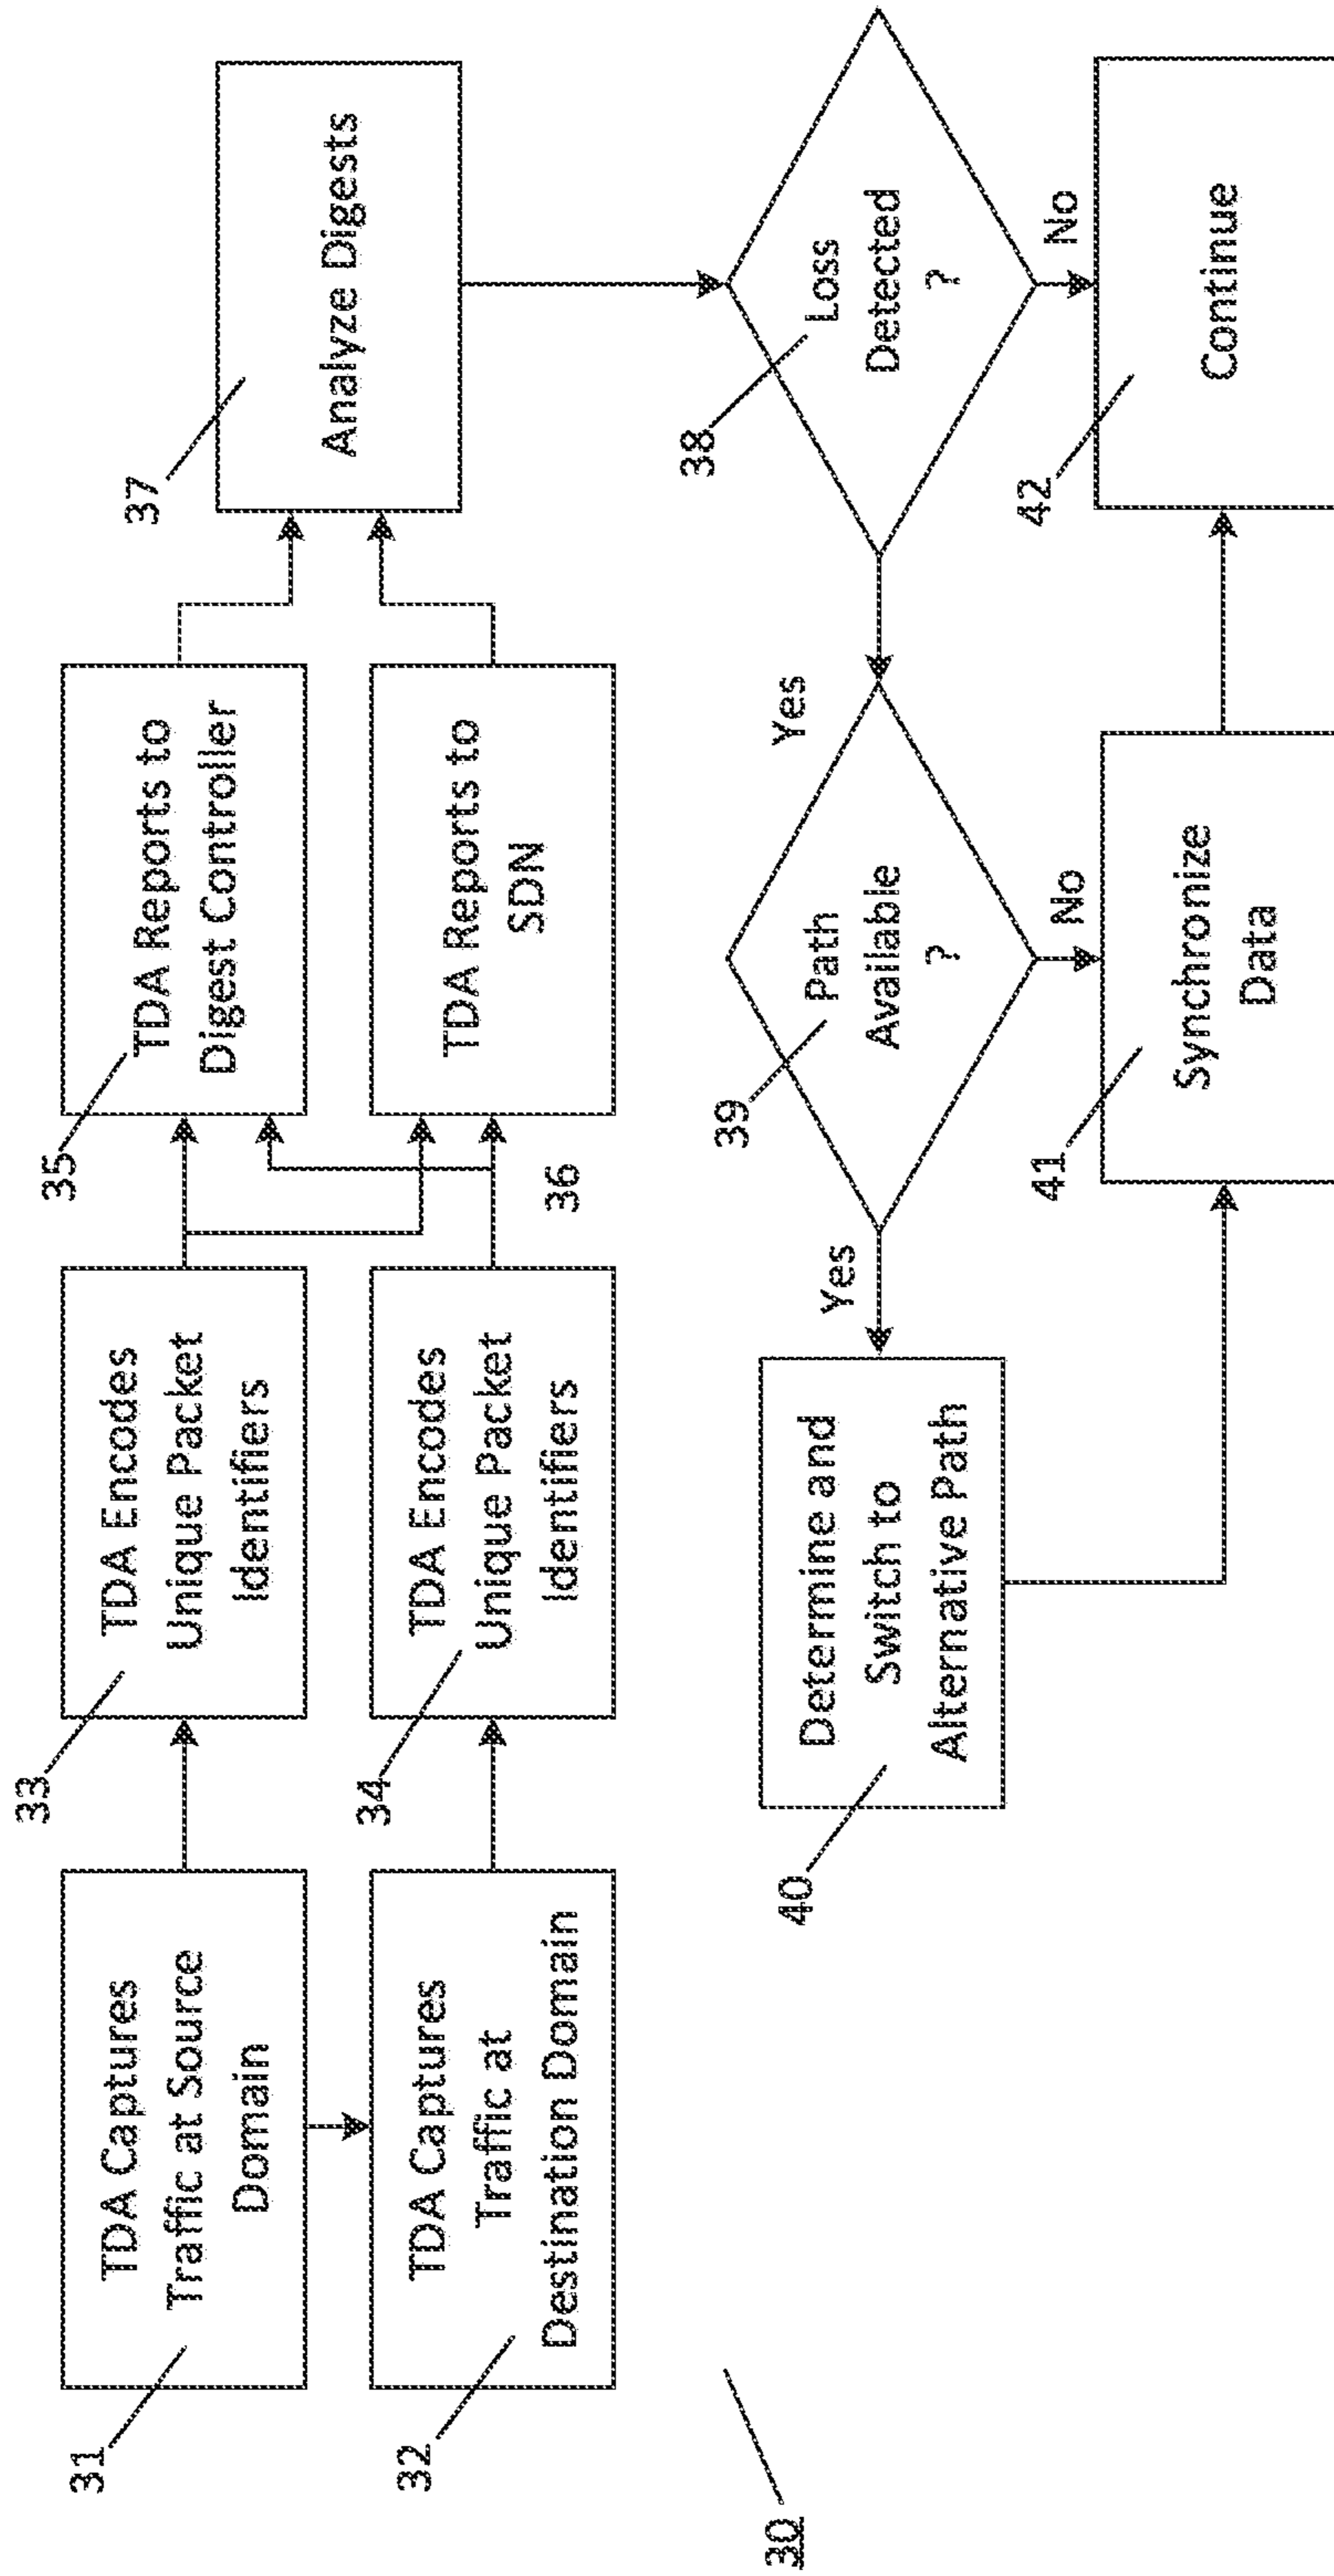 31
TDA Captures
Traffic at Source
Domain
33
TDA Encodes
Unique Packet
Identifiers
35
TDA Reports to
Digest Controller
37
Analyze Digests
32
TDA Captures
Traffic at
Destination Domain
34
TDA Encodes
Unique Packet
Identifiers
36
TDA Reports to
SDN
38
Loss
Detected
?
Yes
No
39
Path
Available
?
Yes
No
40
Determine and
Switch to
Alternative Path
41
Synchronize
Data
42
Continue
30